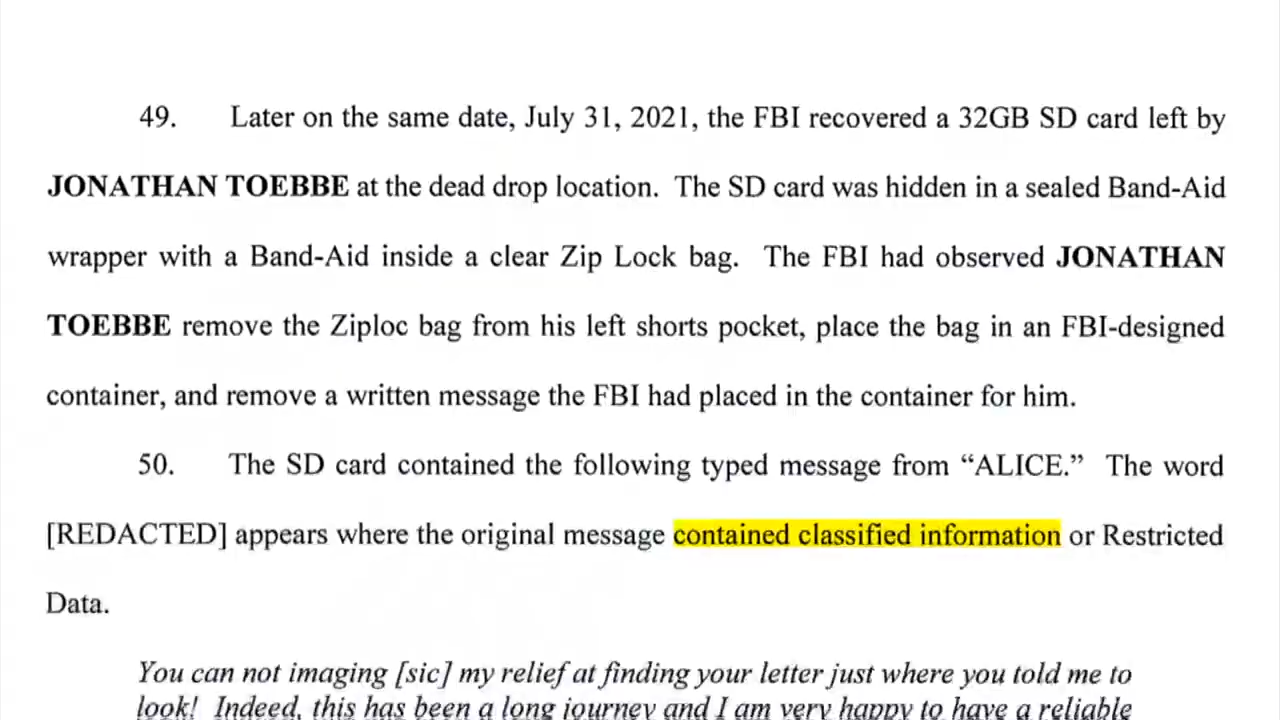 49. Later on the same date, July 31, 2021, the FBI recovered a 32GB SD card left by
JONATHAN TOEBBE at the dead drop location. The SD card was hidden in a sealed Band-Aid
wrapper with a Band-Aid inside a clear Zip Lock bag. The FBI had observed JONATHAN
TOEBBE remove the Ziploc bag from his left shorts pocket, place the bag in an FBI-designed
container, and remove a written message the FBI had placed in the container for him.
50. The SD card contained the following typed message from “ALICE.” The word
[REDACTED] appears where the original message contained classified information or Restricted
Data.
You can not imaging [sic] my relief at finding your letter just where you told me to
look! Indeed, this has been a long journey and I am very happy to have a reliable